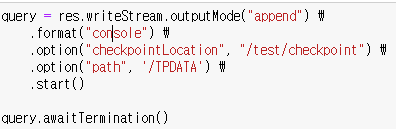 query = res.writeStream.outputMode("append") ₩
    .format("console") ₩
    .option("checkpointLocation", "/test/checkpoint") ₩
    .option("path", '/TPDATA') ₩
    .start()
query.awaitTermination()